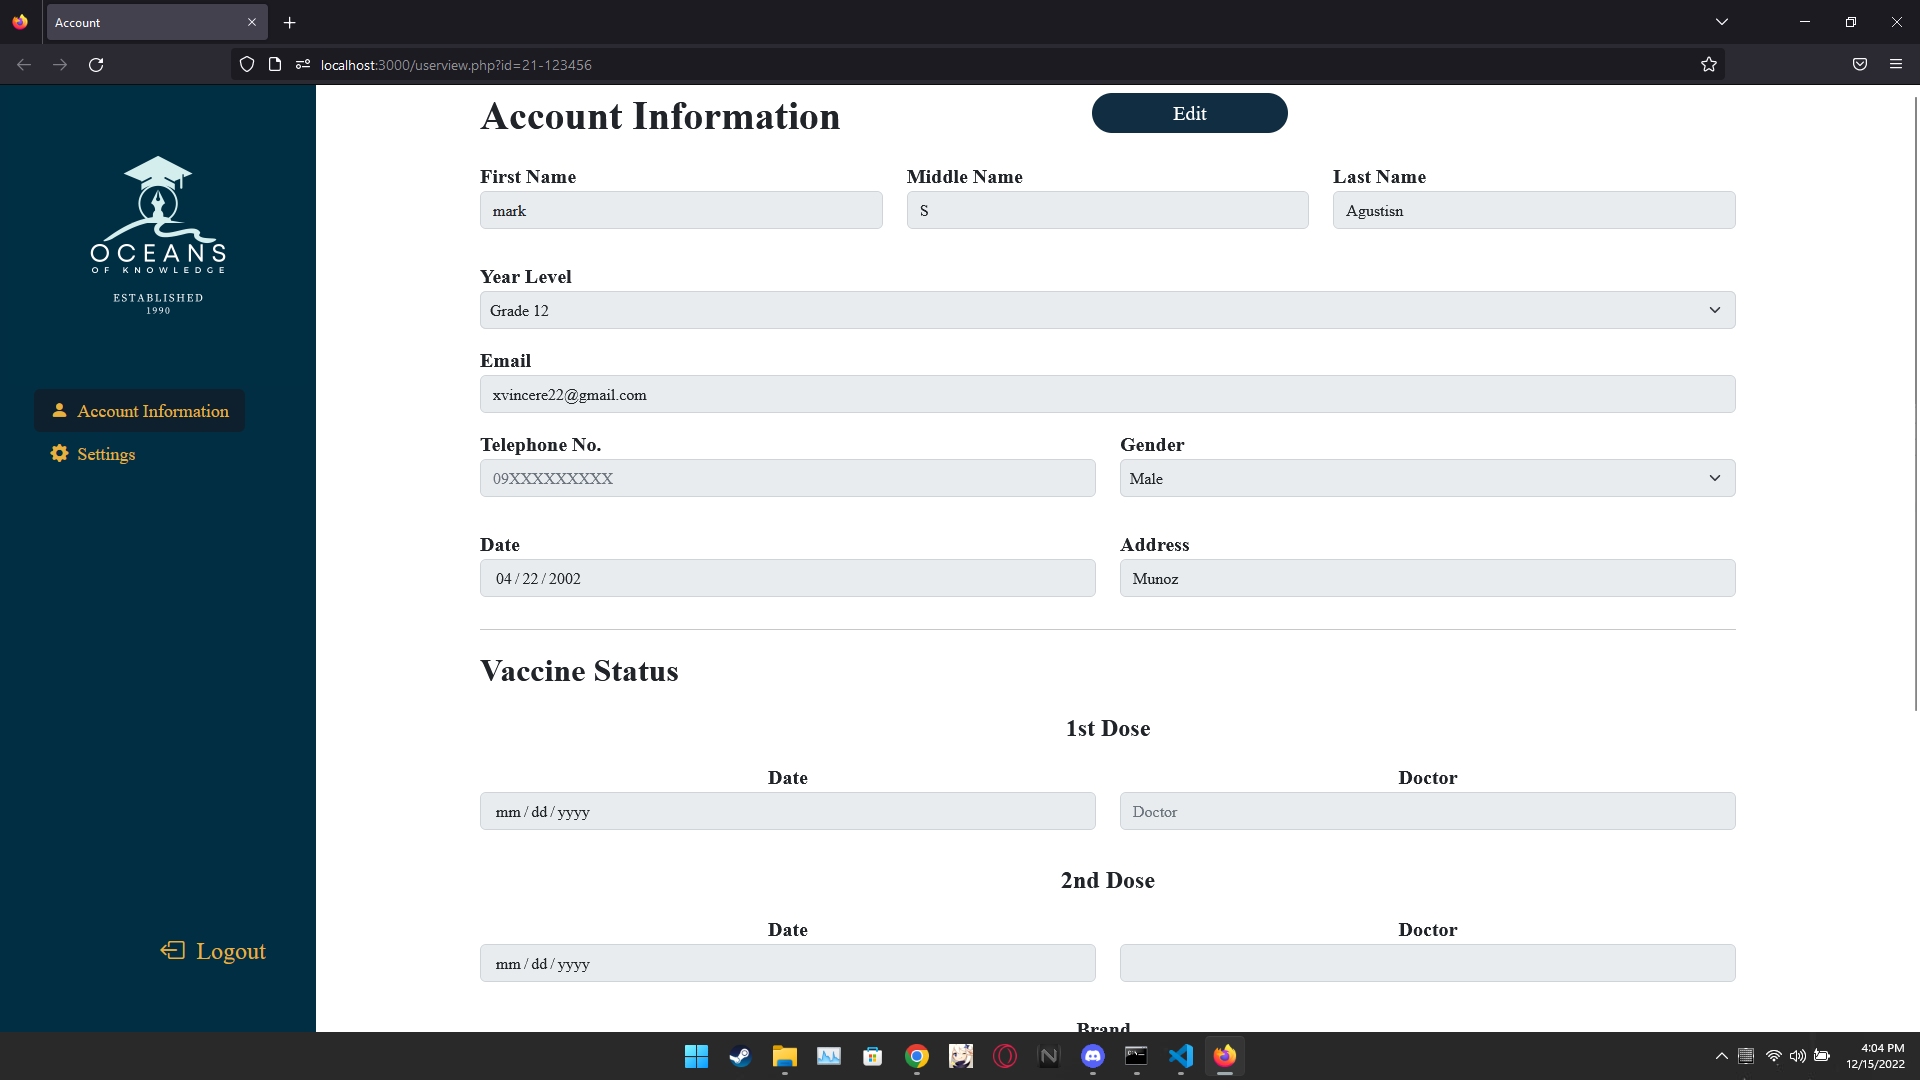 Account
localhost:3000/userview.php?id=21-123456
OCEANS
OF KNOWLEDGE
ESTABLISHED
1990
Account Information
Settings
Logout
Account Information
Edit
First Name
Middle Name
Last Name
mark
S
Agustisn
Year Level
Grade 12
Email
xvincere22@gmail.com
Telephone No.
Gender
09XXXXXXXXX
Male
Date
Address
04 / 22 / 2002
Munoz
Vaccine Status
1st Dose
Date
Doctor
mm / dd / yyyy
Doctor
2nd Dose
Date
Doctor
mm / dd / yyyy
Brand
4:04 PM
12/15/2022